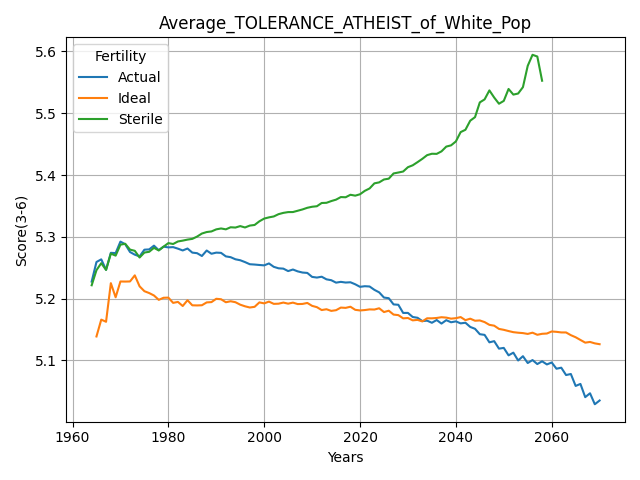 Average_TOLERANCE_ATHEIST_of_White_Pop
Fertility
Actual
Ideal
Sterile
Score(3-6)
5.6
5.5
5.4
5.3
5.2
5.1
1960
1980
2000
2020
2040
2060
Years